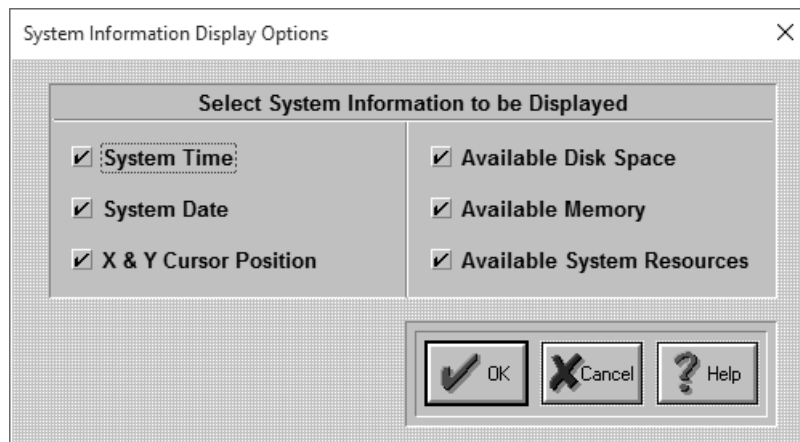 System Information Display Options
Select System Information to be Displayed
System Time
System Date
X & Y Cursor Position
Available Disk Space
Available Memory
Available System Resources
OK
Cancel
Help